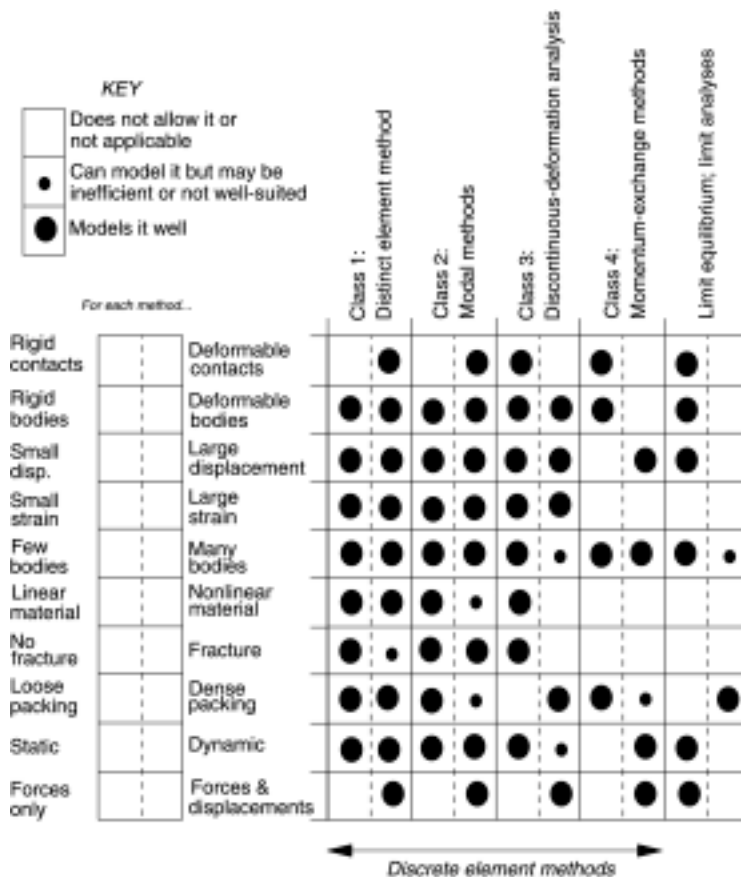 KEY
Does not allow it or
not applicable
Can model it but may be
inefficient or not well-suited
Models it well
For each method...
Class 1:
Distinct element method
Class 2:
Modal methods
Class 3:
Discontinuous-deformation analysis
Class 4:
Momentum-exchange methods
Limit equilibrium; limit analyses
Rigid
contacts
Deformable
contacts
Rigid
bodies
Deformable
bodies
Small
disp.
Large
displacement
Small
strain
Large
strain
Few
bodies
Many
bodies
Linear
material
Nonlinear
material
No
fracture
Fracture
Loose
packing
Dense
packing
Static
Dynamic
Forces
only
Forces &
displacements
Discrete element methods